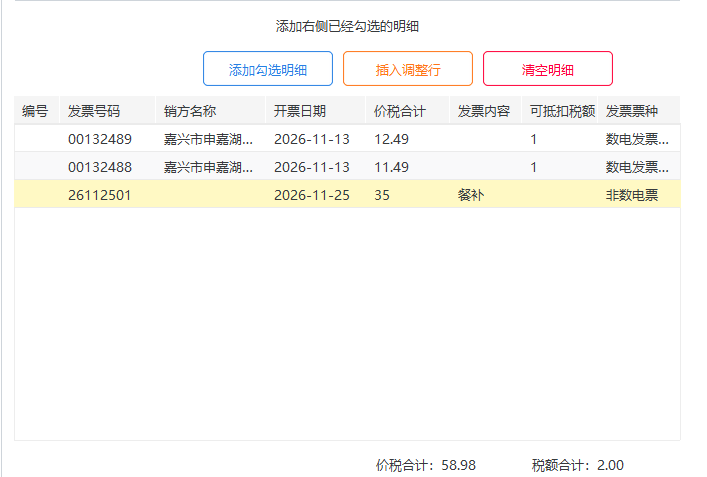 添加右侧已经勾选的明细
添加勾选明细 插入调整行 清空明细
编号 发票号码 销方名称 开票日期 价税合计 发票内容 可抵扣税额 发票票种
00132489 嘉兴市申嘉湖... 2026-11-13 12.49 1 数电发票...
00132488 嘉兴市申嘉湖... 2026-11-13 11.49 1 数电发票...
26112501 2026-11-25 35 餐补 非数电票
价税合计：58.98 税额合计：2.00